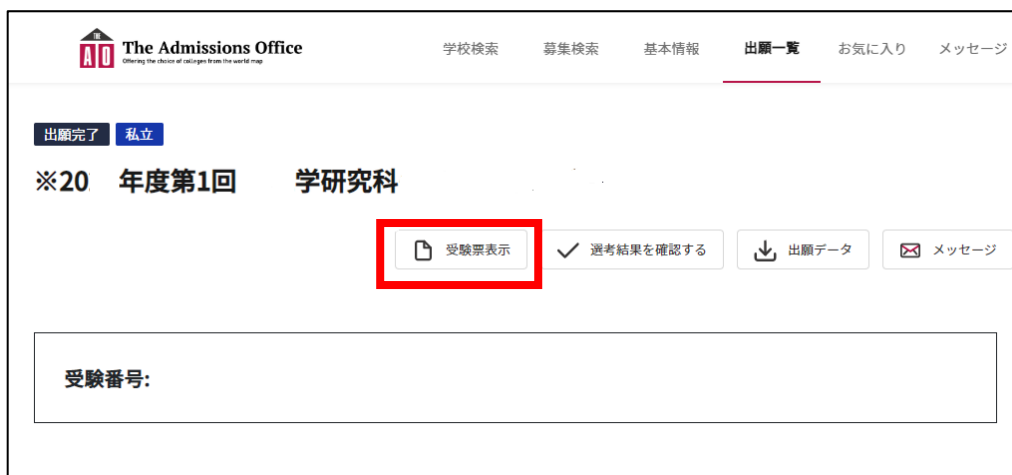 THE
AO
The Admissions Office
Offering the choice of colleges from the world map
学校検索 募集検索 基本情報 出願一覧 お気に入り メッセージ
出願完了 私立
※20 年度第1回 学研究科
受験票表示 選考結果を確認する 出願データ メッセージ
受験番号: